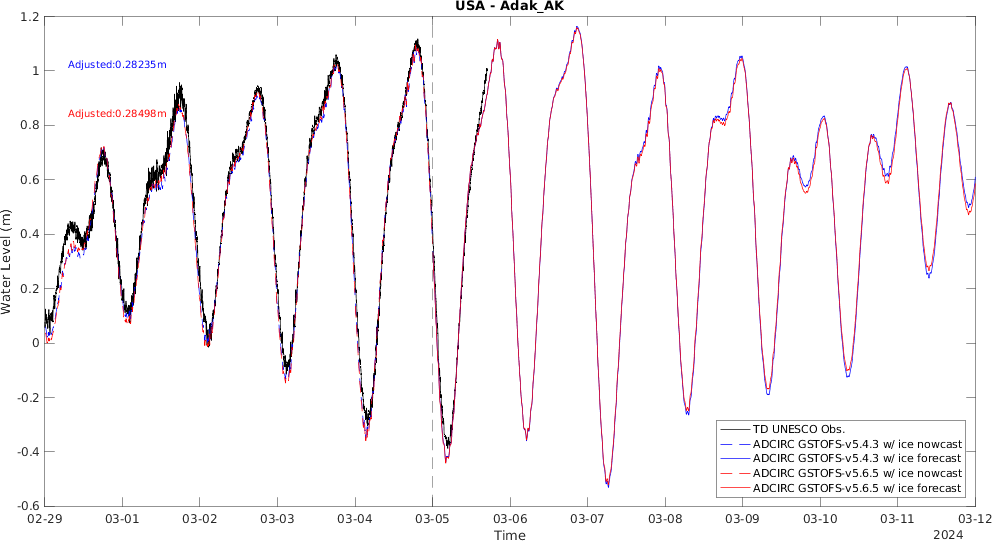 USA - Adak_AK
1.2
1
0.8
0.6
0.4
0.2
0
-0.2
-0.4
-0.6
Water Level (m)
Adjusted:0.28235m
Adjusted:0.28498m
TD UNESCO Obs.
ADCIRC GSTOFS-v5.4.3 w/ ice nowcast
ADCIRC GSTOFS-v5.4.3 w/ ice forecast
ADCIRC GSTOFS-v5.6.5 w/ ice nowcast
ADCIRC GSTOFS-v5.6.5 w/ ice forecast
02-29 03-01 03-02 03-03 03-04 03-05 03-06 03-07 03-08 03-09 03-10 03-11 03-12
Time
2024